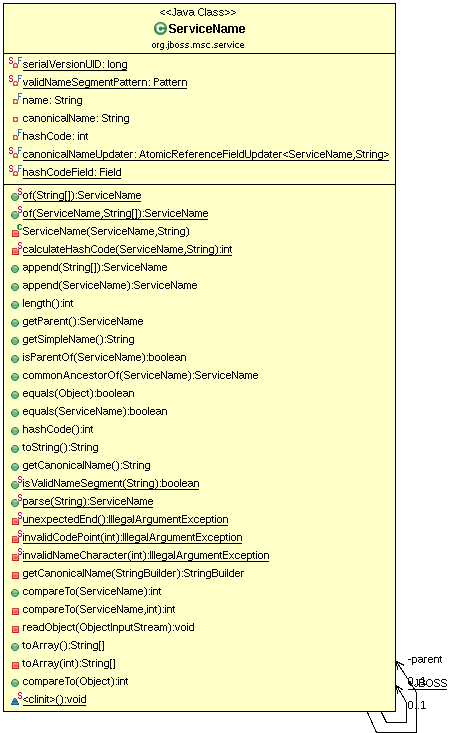 <<Java Class>>
ServiceName
org.jboss.msc.service
serialVersionUID: long
validNameSegmentPattern: Pattern
name: String
canonicalName: String
hashCode: int
canonicalNameUpdater: AtomicReferenceFieldUpdater<ServiceName,String>
hashCodeField: Field
of(String[]):ServiceName
of(ServiceName,String[]):ServiceName
ServiceName(ServiceName,String)
calculateHashCode(ServiceName,String):int
append(String[]):ServiceName
append(ServiceName):ServiceName
length():int
getParent():ServiceName
getSimpleName():String
isParentOf(ServiceName):boolean
commonAncestorOf(ServiceName):ServiceName
equals(Object):boolean
equals(ServiceName):boolean
hashCode():int
toString():String
getCanonicalName():String
isValidNameSegment(String):boolean
parse(String):ServiceName
unexpectedEnd():IllegalArgumentException
invalidCodePoint(int):IllegalArgumentException
invalidNameCharacter(int):IllegalArgumentException
getCanonicalName(StringBuilder):StringBuilder
compareTo(ServiceName):int
compareTo(ServiceName,int):int
readObject(ObjectInputStream):void
toArray():String[]
toArray(int):String[]
compareTo(Object):int
<clinit>():void
-parent
JBOSS
0..1